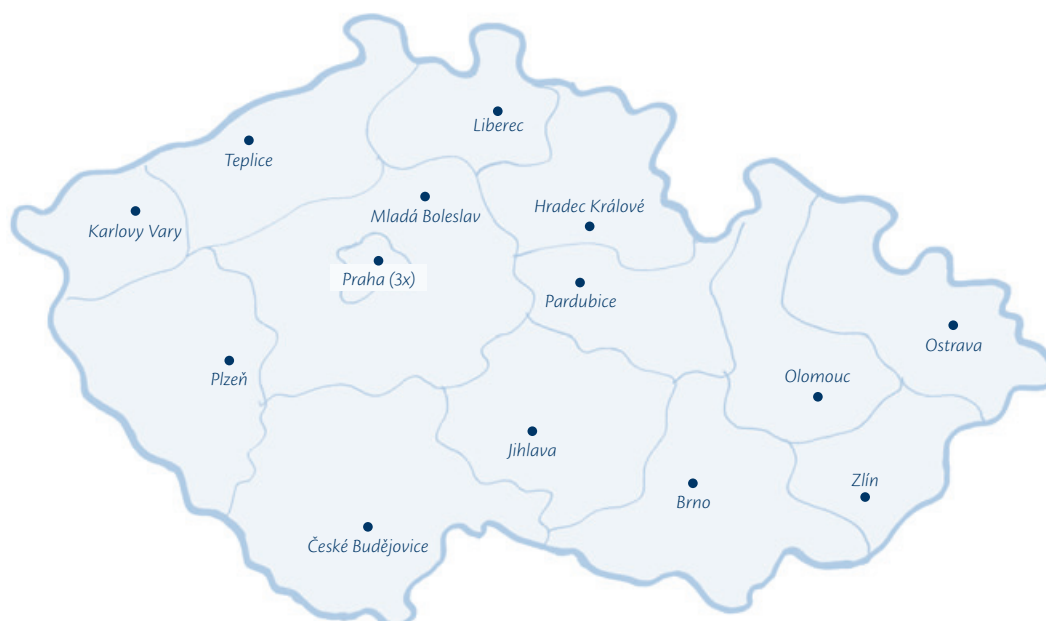 Liberec
Teplice
Hradec Králové
Mladá Boleslav
Karlovy Vary
Praha (3x)
Pardubice
Ostrava
Plzeň
Olomouc
Jihlava
Zlín
Brno
České Budějovice